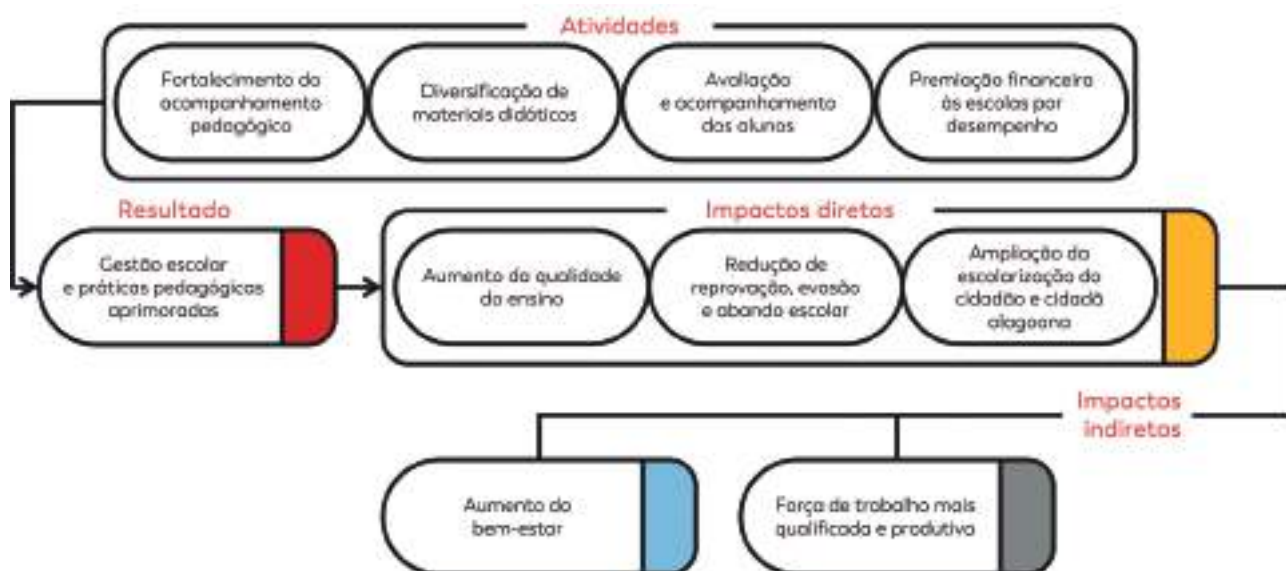 Atividades
Fortalecimento do
acompanhamento
pedagógico
Diversificação de
materiais didáticos
Avaliação
e acompanhamento
dos alunos
Premiação financeira
às escolas por
desempenho
Resultado
Gestão escolar
e práticas pedagógicas
aprimoradas
Impactos diretos
Aumento da qualidade
do ensino
Redução de
reprovação, evasão
e abando escolar
Ampliação da
escolarização do
cidadão e cidadã
alagoana
Impactos
indiretos
Aumento do
bem-estar
Força de trabalho mais
qualificada e produtiva